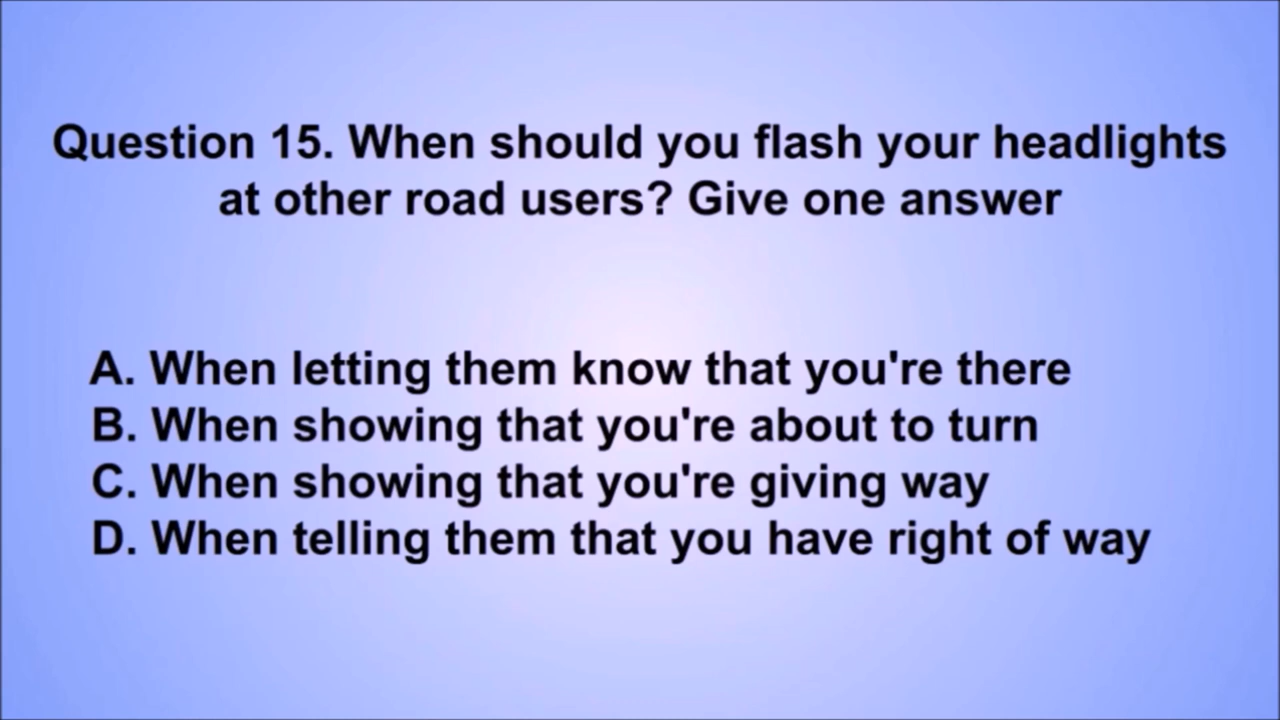 Question 15. When should you flash your headlights
at other road users? Give one answer
A. When letting them know that you're there
B. When showing that you're about to turn
C. When showing that you're giving way
D. When telling them that you have right of way